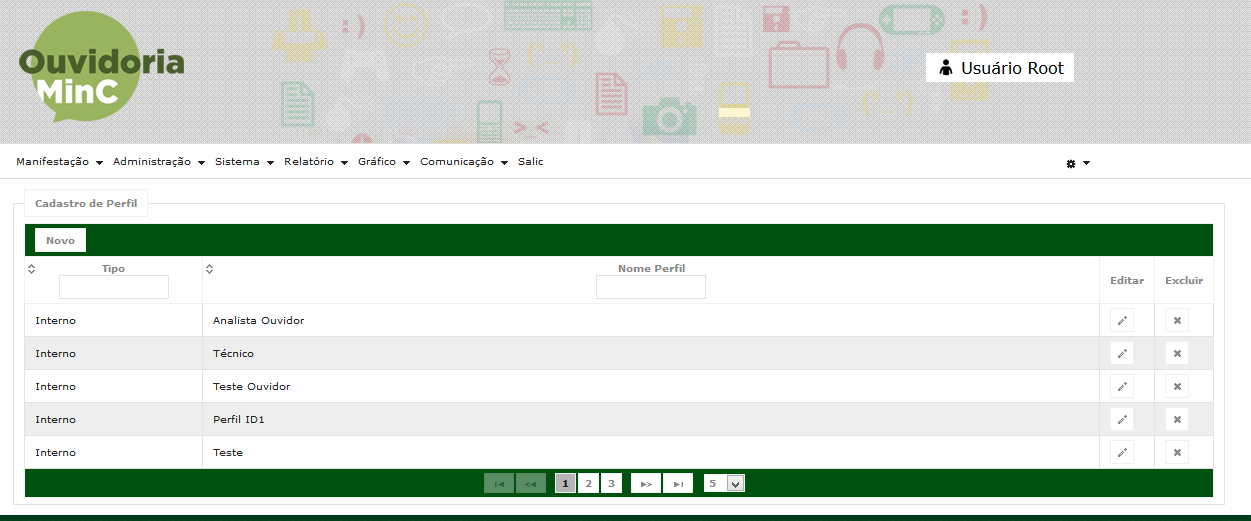 Ouvidoria
MinC
Usuário Root
Manifestação Administração Sistema Relatório Gráfico Comunicação Salic
Cadastro de Perfil
Novo
Tipo Nome Perfil Editar Excluir
Interno Analista Ouvidor
Interno Técnico
Interno Teste Ouvidor
Interno Perfil ID1
Interno Teste
1 2 3 5